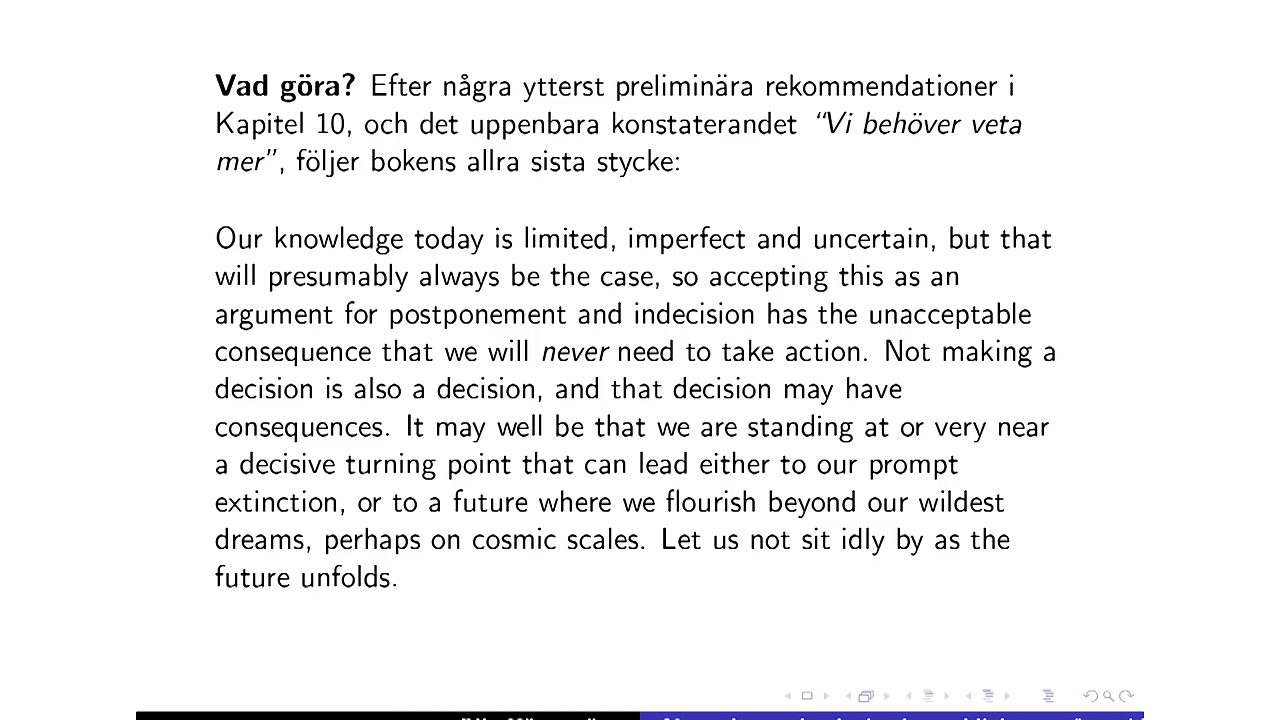 Vad göra? Efter några ytterst preliminära rekommendationer i
Kapitel 10, och det uppenbara konstaterandet “Vi behöver veta
mer”, följer bokens allra sista stycke:
Our knowledge today is limited, imperfect and uncertain, but that
will presumably always be the case, so accepting this as an
argument for postponement and indecision has the unacceptable
consequence that we will never need to take action. Not making a
decision is also a decision, and that decision may have
consequences. It may well be that we are standing at or very near
a decisive turning point that can lead either to our prompt
extinction, or to a future where we flourish beyond our wildest
dreams, perhaps on cosmic scales. Let us not sit idly by as the
future unfolds.